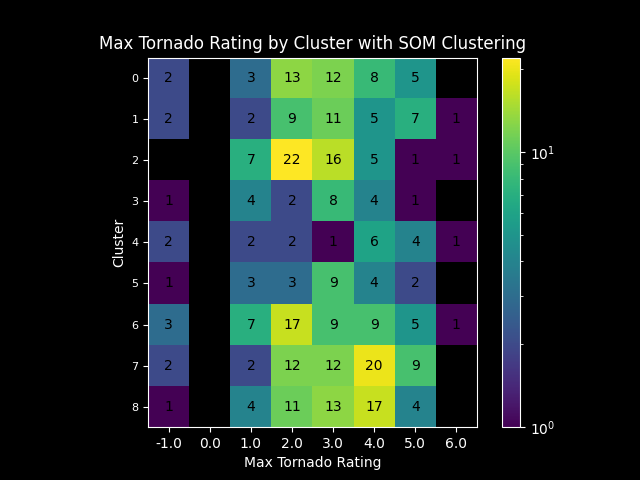 Max Tornado Rating by Cluster with SOM Clustering
0 2 3 13 12 8 5
1 2 2 9 11 5 7 1
2 7 22 16 5 1 1
3 1 4 2 8 4 1
4 2 2 2 1 6 4 1
5 1 3 3 9 4 2
6 3 7 17 9 9 5 1
7 2 2 12 12 20 9
8 1 4 11 13 17 4
-1.0 0.0 1.0 2.0 3.0 4.0 5.0 6.0
Max Tornado Rating
Cluster
10¹
10⁰